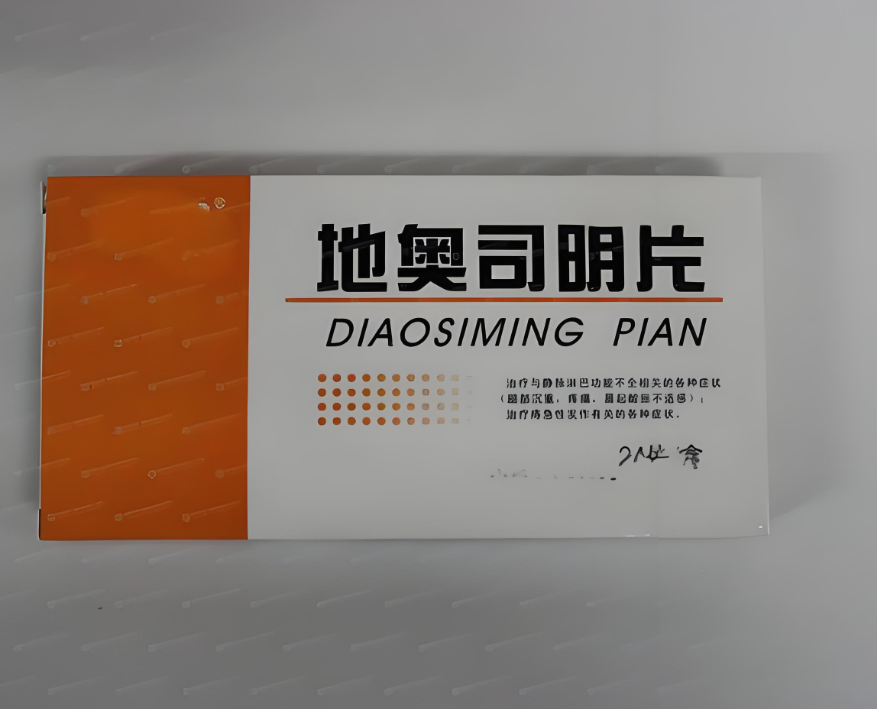 地奥司明片
DIAOSIMING PIAN
治疗与静脉淋巴功能不全相关的各种症状
（腿部沉重、疼痛、晨起酸胀不适感）；
治疗痔急性发作有关的各种症状。